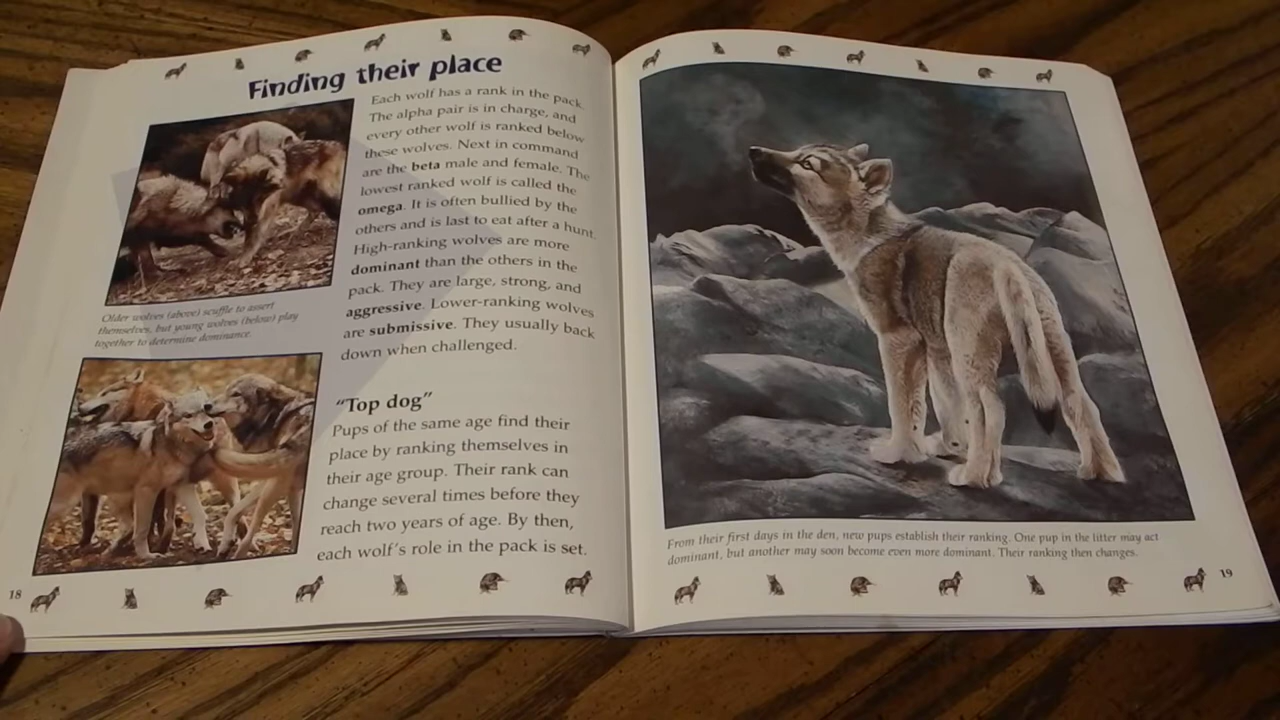 Finding their place
Each wolf has a rank in the pack.
The alpha pair is in charge, and
every other wolf is ranked below
these wolves. Next in command
are the beta male and female. The
lowest ranked wolf is called the
omega. It is often bullied by the
others and is last to eat after a hunt.
High-ranking wolves are more
dominant than the others in the
pack. They are large, strong, and
aggressive. Lower-ranking wolves
are submissive. They usually back
down when challenged.
Older wolves (above) scuffle to assert
themselves, but young wolves (below) play
together to determine dominance.
"Top dog"
Pups of the same age find their
place by ranking themselves in
their age group. Their rank can
change several times before they
reach two years of age. By then,
each wolf's role in the pack is set.
18
From their first days in the den, new pups establish their ranking. One pup in the litter may act
dominant, but another may soon become even more dominant. Their ranking then changes.
19